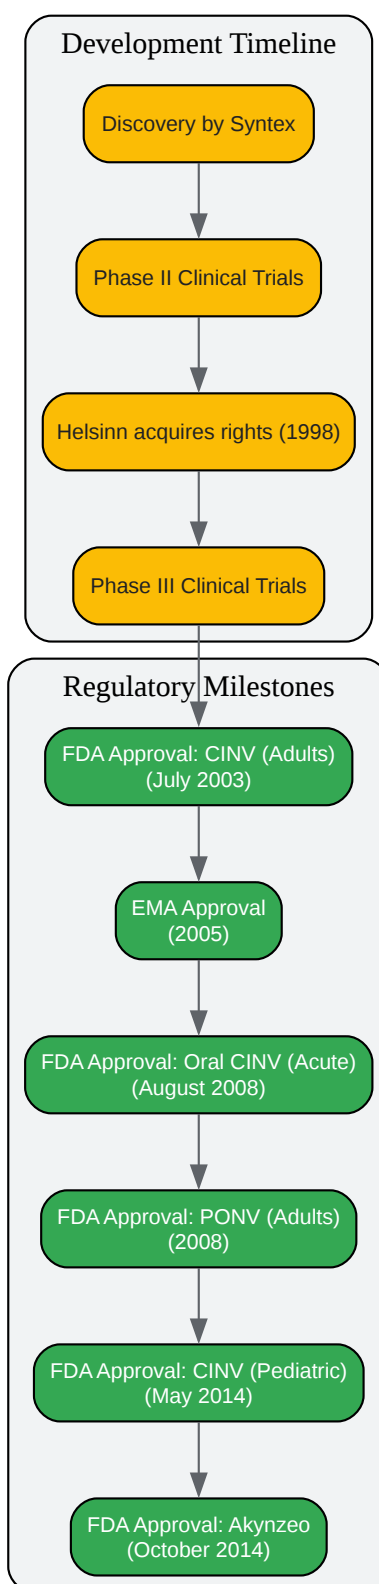 Development Timeline
Discovery by Syntex
Phase II Clinical Trials
Helsinn acquires rights (1998)
Phase III Clinical Trials
Regulatory Milestones
FDA Approval: CINV (Adults)
(July 2003)
EMA Approval
(2005)
FDA Approval: Oral CINV (Acute)
(August 2008)
FDA Approval: PONV (Adults)
(2008)
FDA Approval: CINV (Pediatric)
(May 2014)
FDA Approval: Akynzeo
(October 2014)